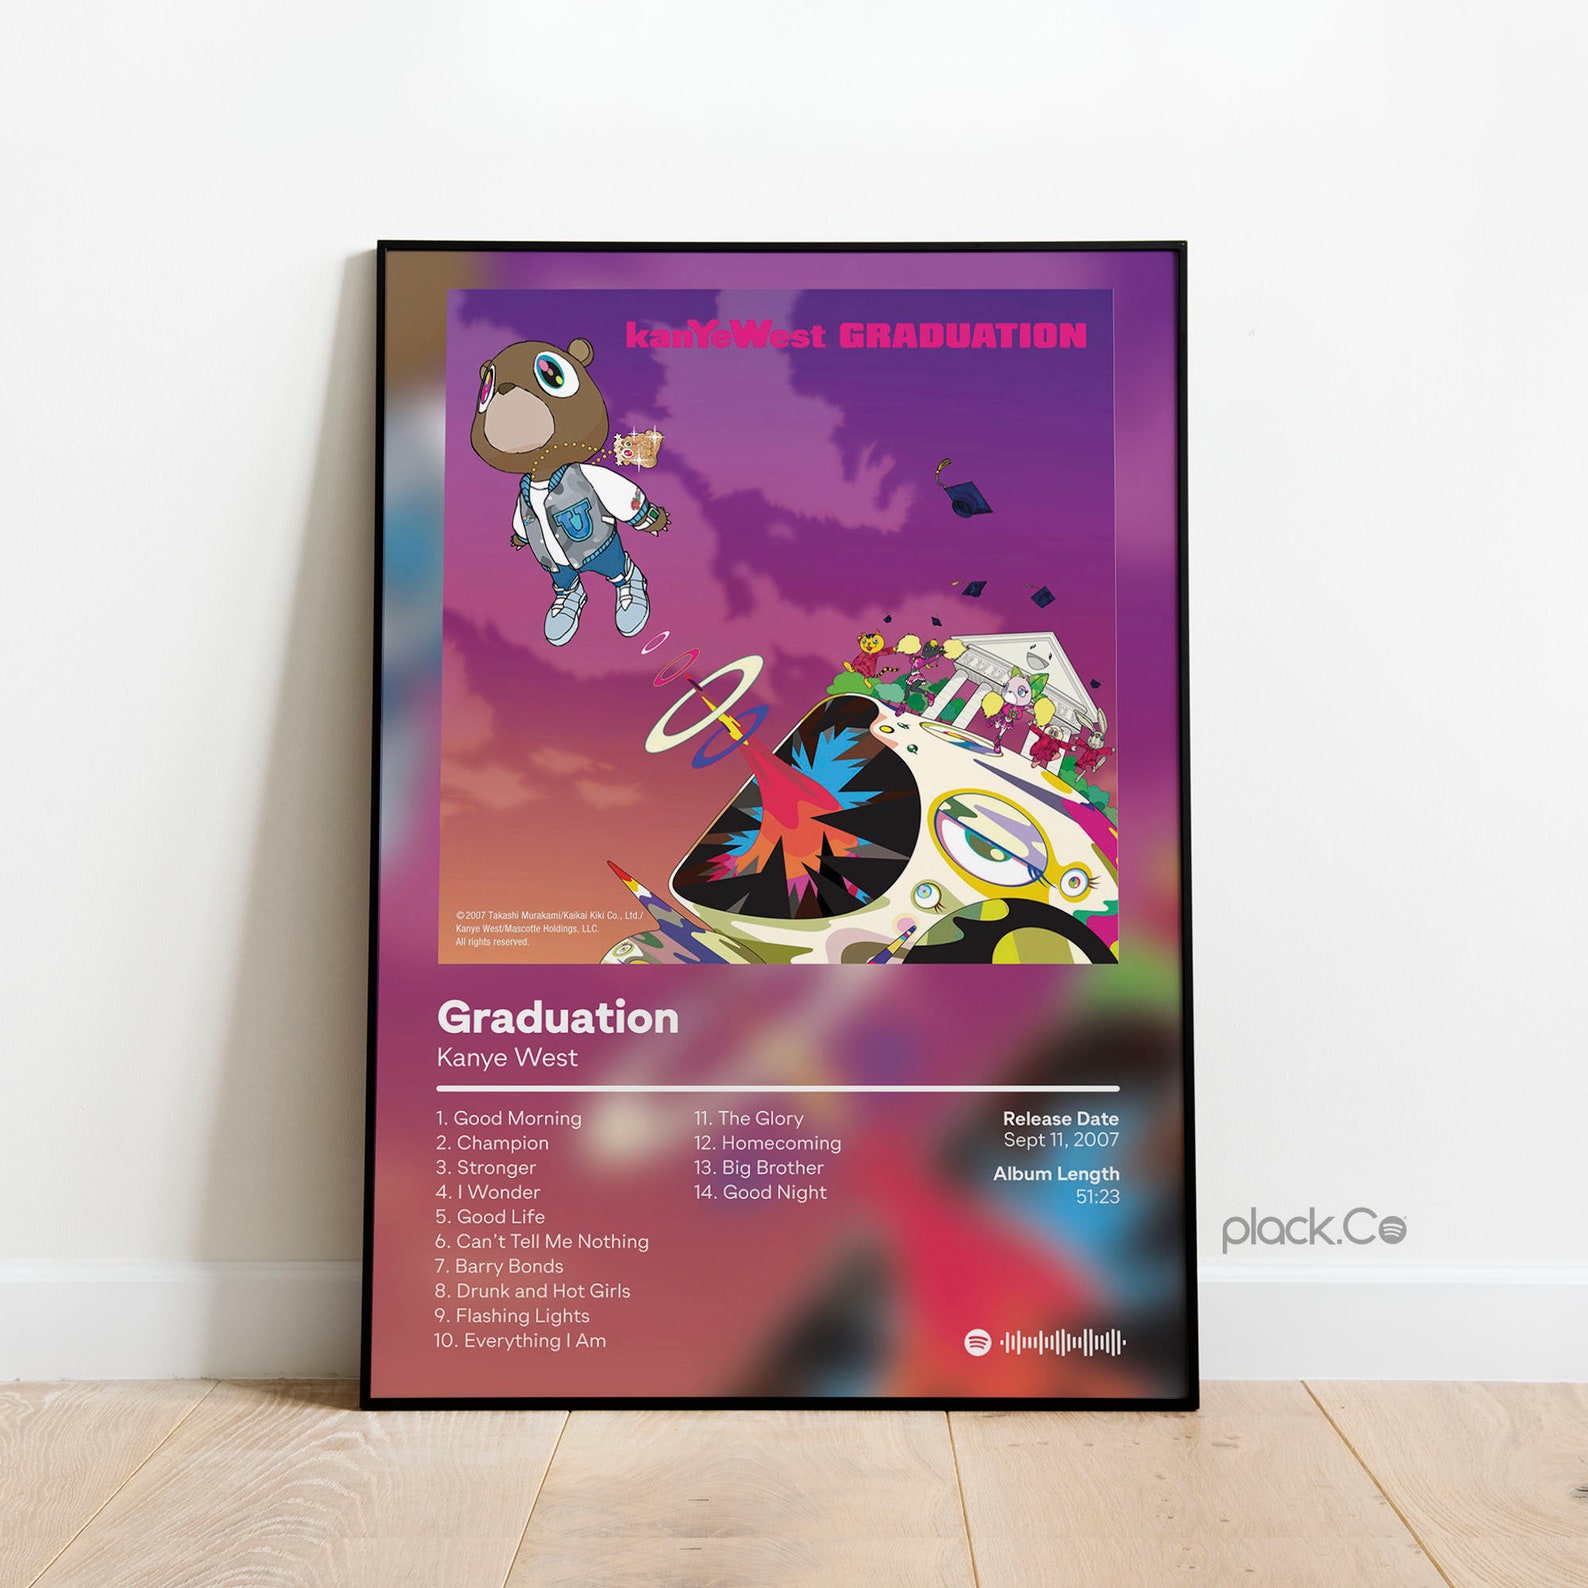 kanYeWest GRADUATION
U
©2007 Takashi Murakami/Kaikai Kiki Co., Ltd./
Kanye West/Mascotte Holdings, LLC.
All rights reserved.
Graduation
Kanye West
1. Good Morning
2. Champion
3. Stronger
4. I Wonder
5. Good Life
6. Can't Tell Me Nothing
7. Barry Bonds
8. Drunk and Hot Girls
9. Flashing Lights
10. Everything I Am
11. The Glory
12. Homecoming
13. Big Brother
14. Good Night
Release Date
Sept 11, 2007
Album Length
51:23
plack.Co